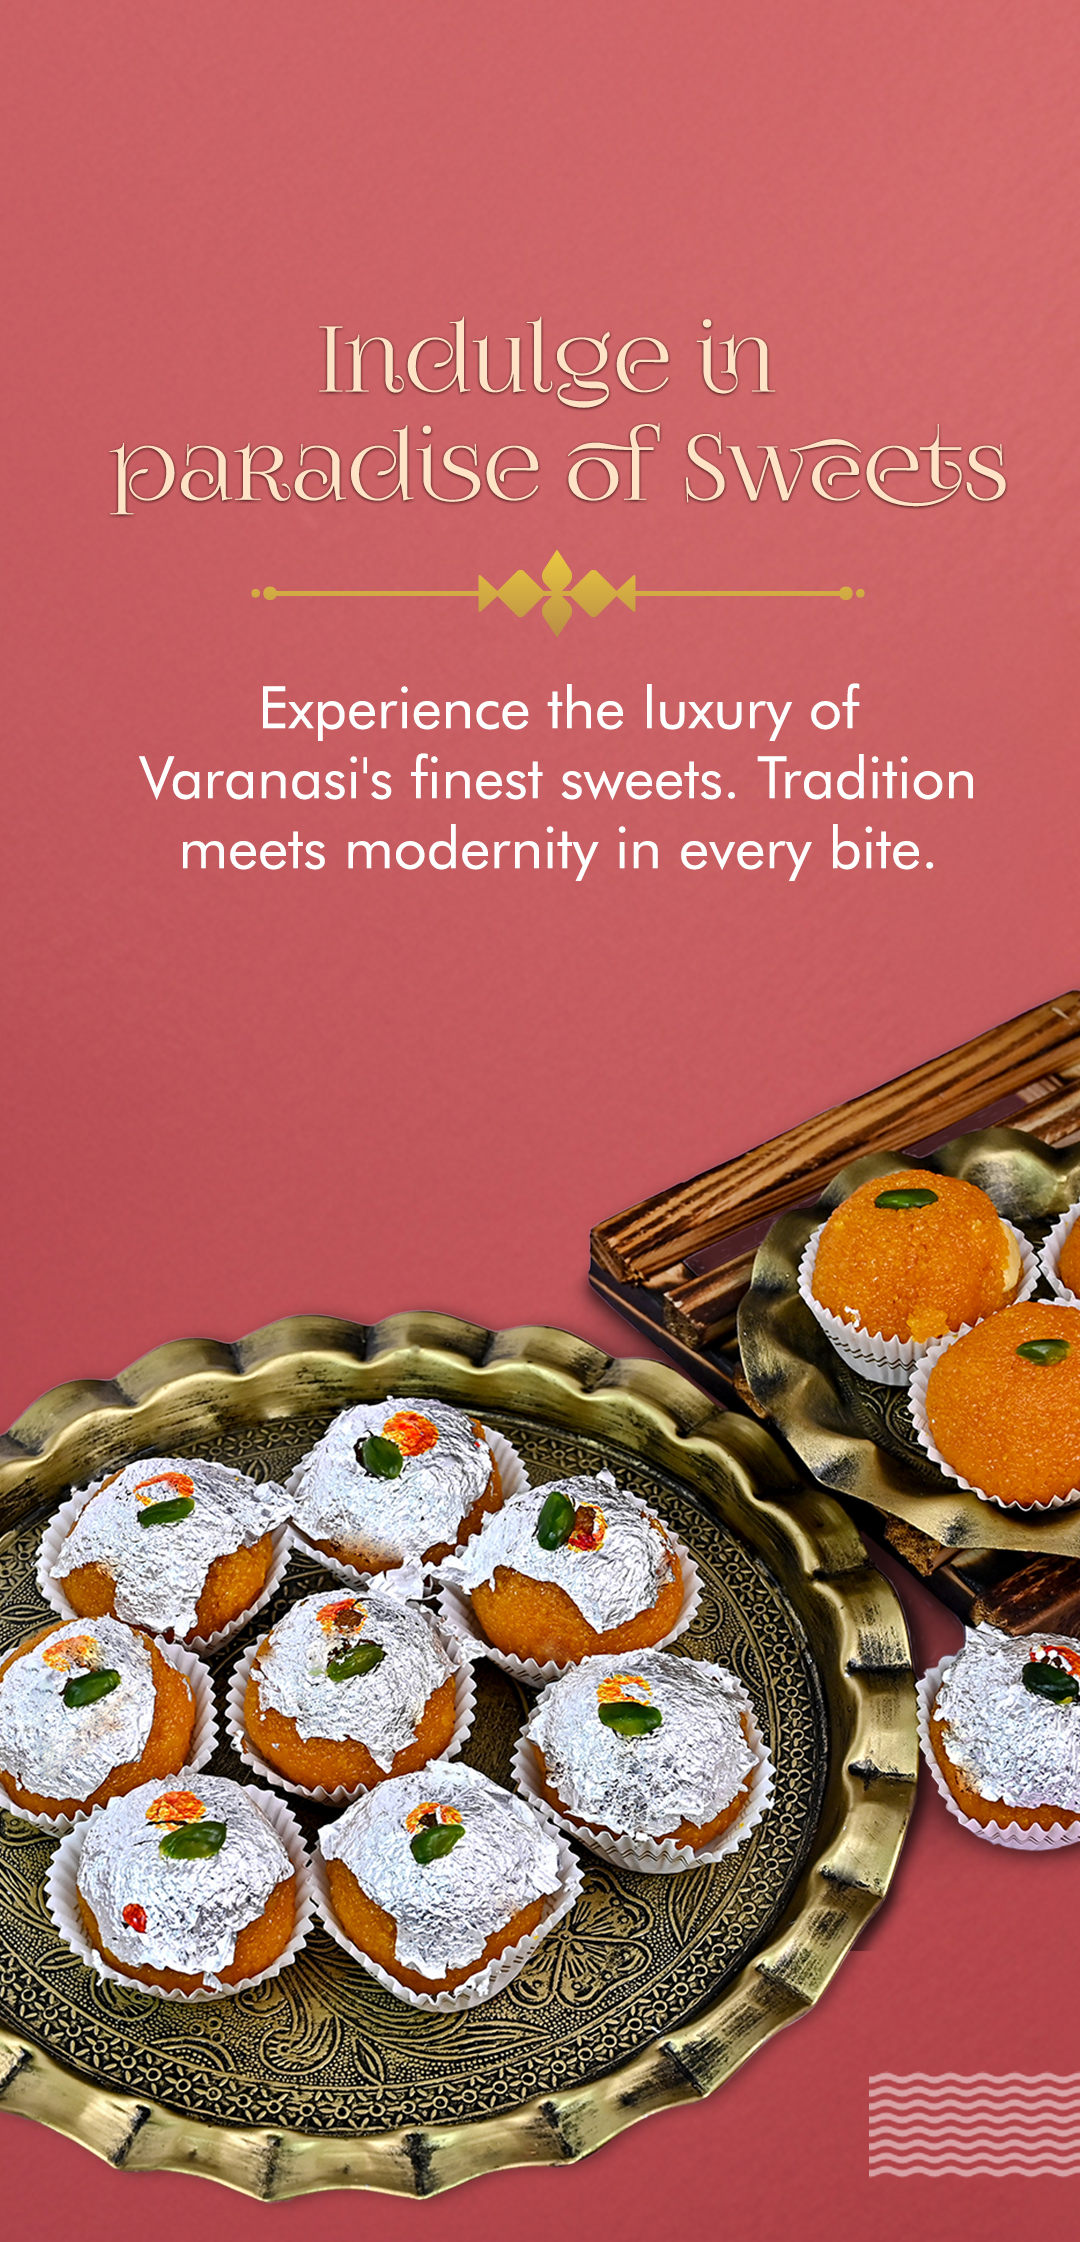 Indulge in
paradise of Sweets
Experience the luxury of
Varanasi's finest sweets. Tradition
meets modernity in every bite.